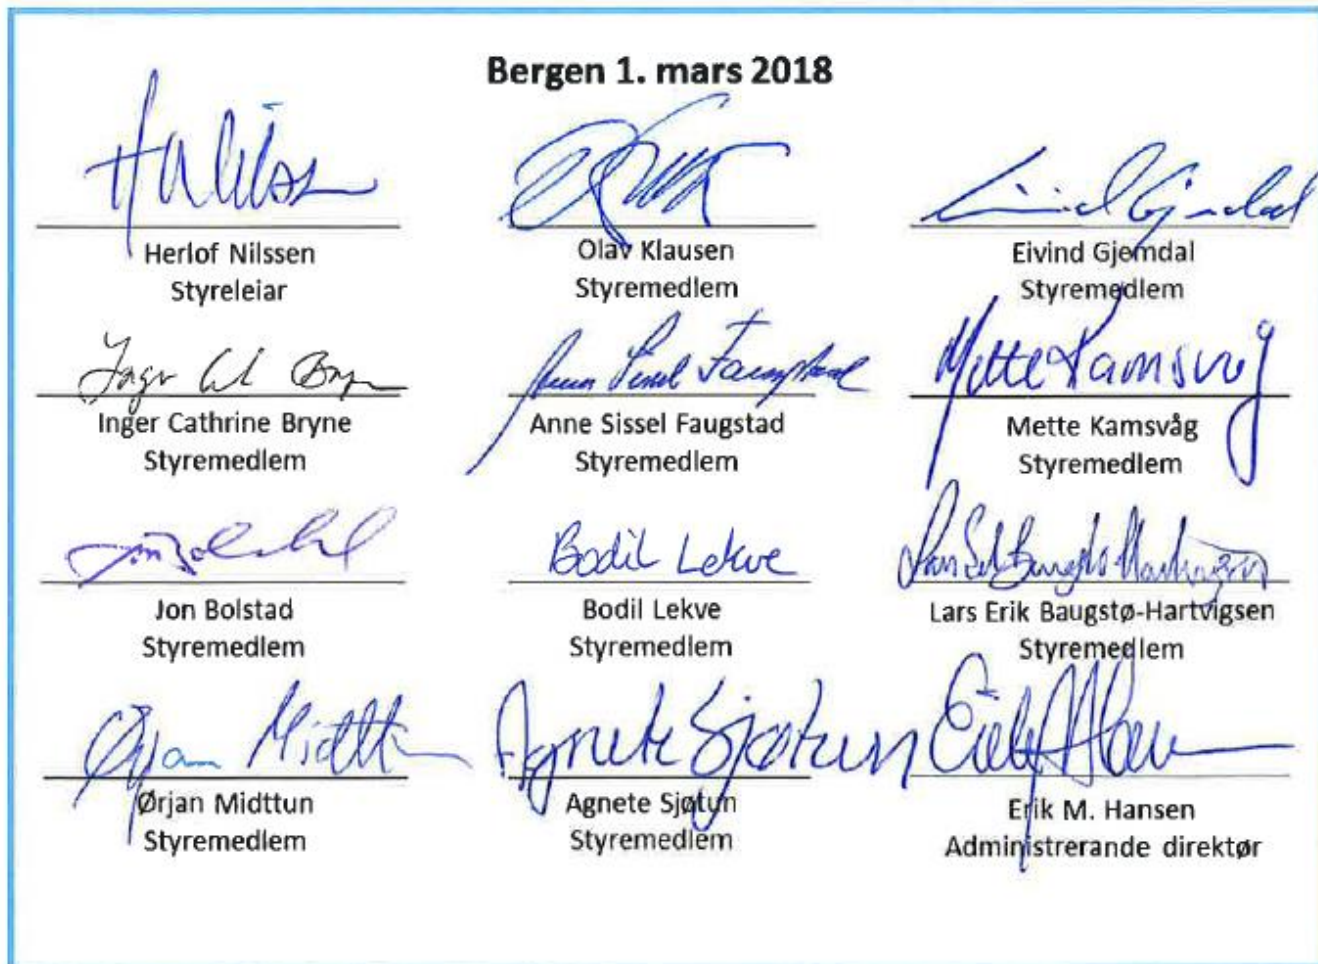 Bergen 1. mars 2018
Herlof Nilssen
Styreleiar
Olav Klausen
Styremedlem
Eivind Gjemdal
Styremedlem
Inger Cathrine Bryne
Styremedlem
Anne Sissel Faugstad
Styremedlem
Mette Kamsvåg
Mette Kamsvåg
Styremedlem
Jon Bolstad
Styremedlem
Bodil Lekve
Bodil Lekve
Styremedlem
Lars Erik Baugstø-Hartvigsen
Styremedlem
Ørjan Midttun
Styremedlem
Agnete Sjøtun
Agnete Sjøtun
Styremedlem
Erik M. Hansen
Administrerande direktør